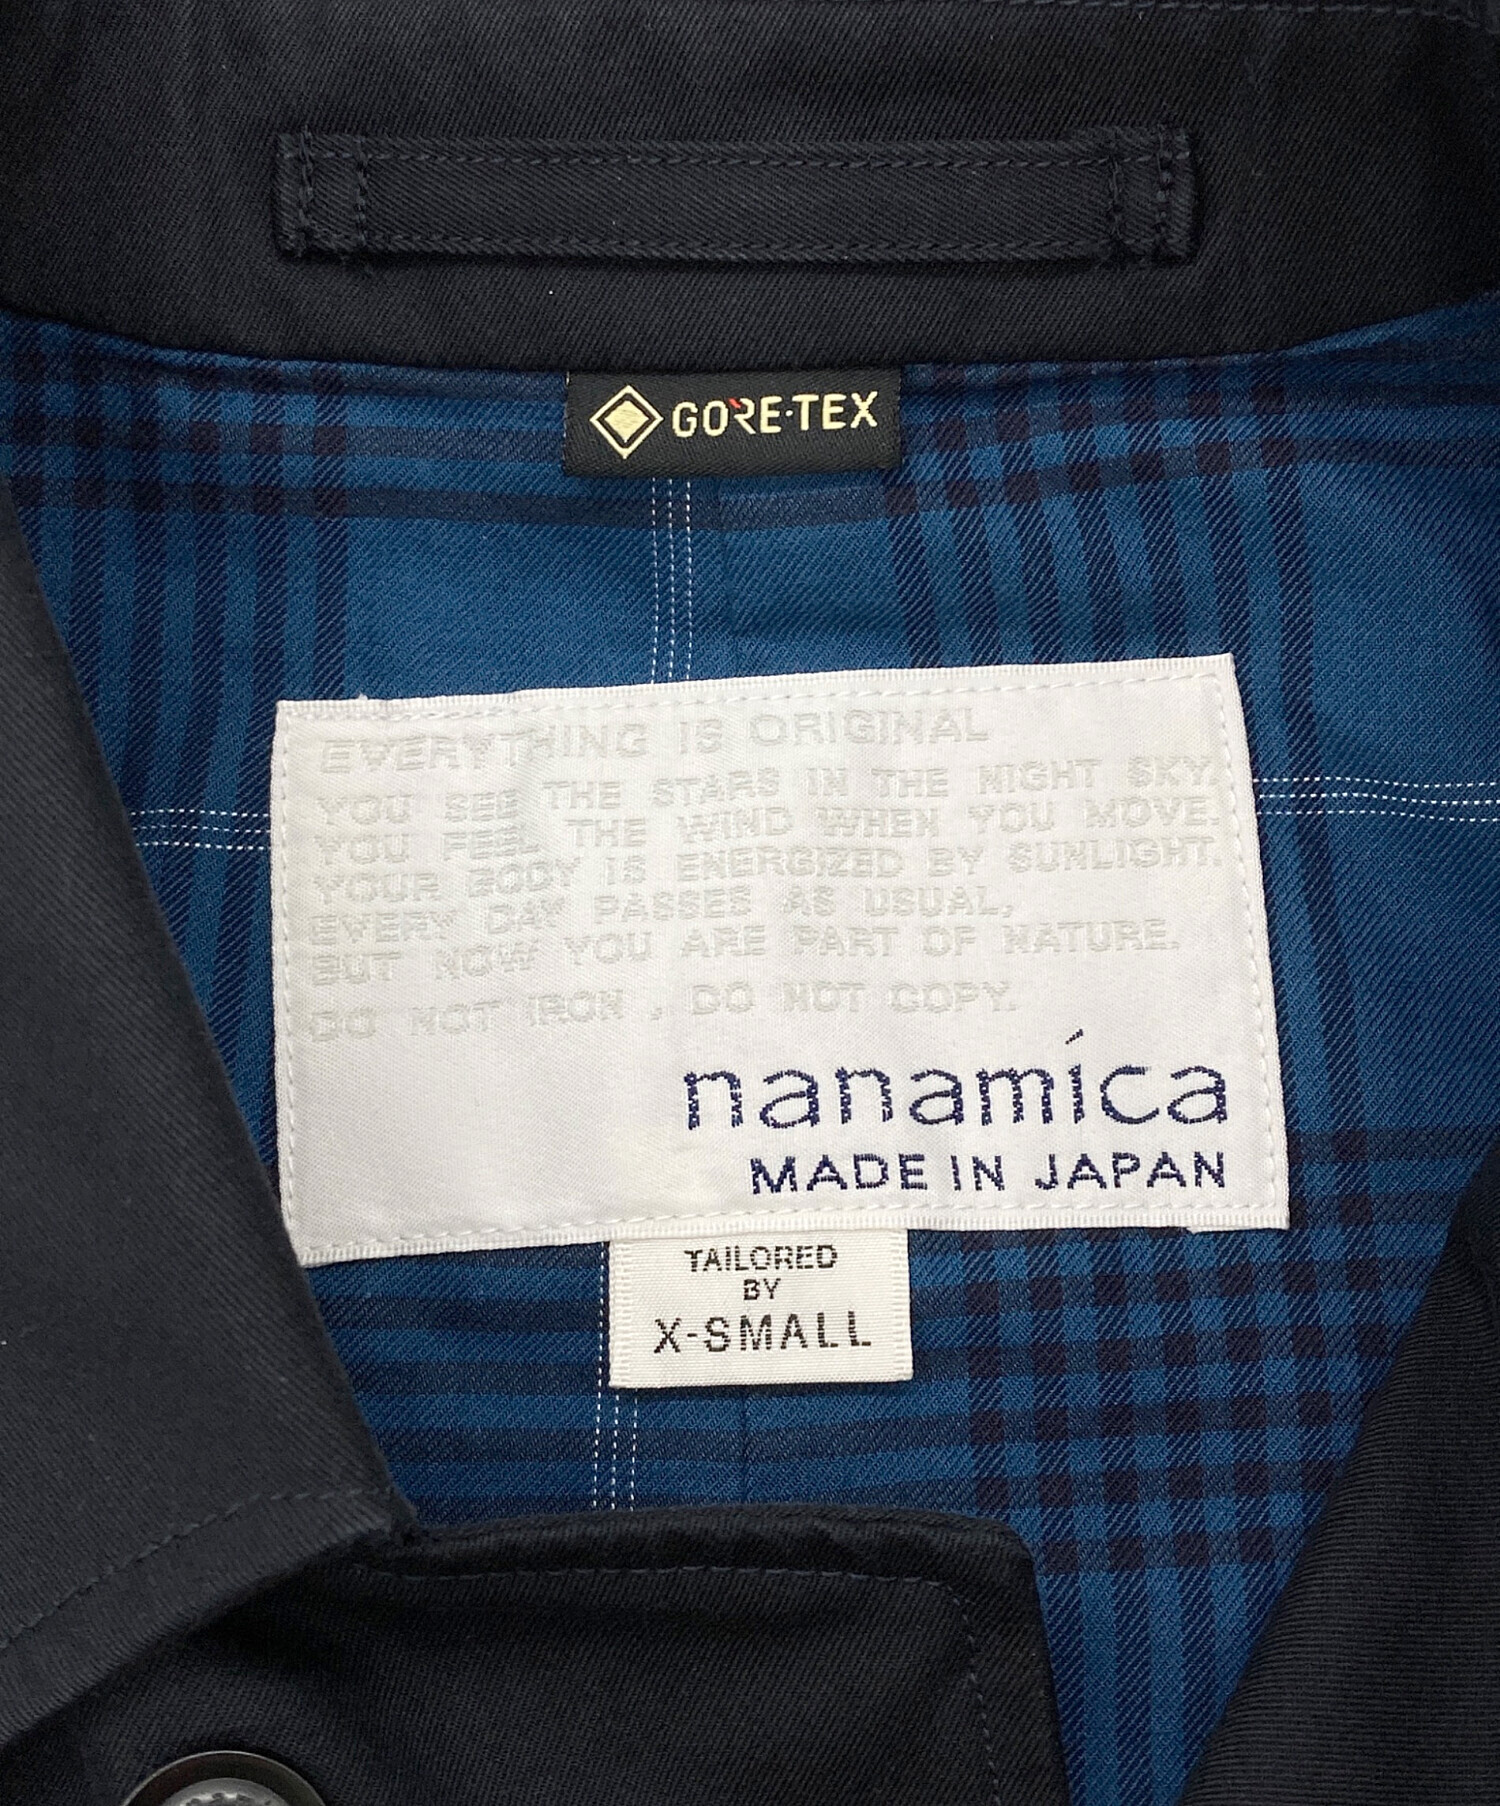 GORE-TEX
EVERYTHING IS ORIGINAL
YOU SEE THE STARS IN THE NIGHT SKY.
YOU FEEL THE WIND WHEN YOU MOVE.
YOUR BODY IS ENERGIZED BY SUNLIGHT.
EVERY DAY PASSES AS USUAL,
BUT NOW YOU ARE PART OF NATURE.
DO NOT IRON , DO NOT COPY.
nanamíca
MADE IN JAPAN
TAILORED
BY
X-SMALL